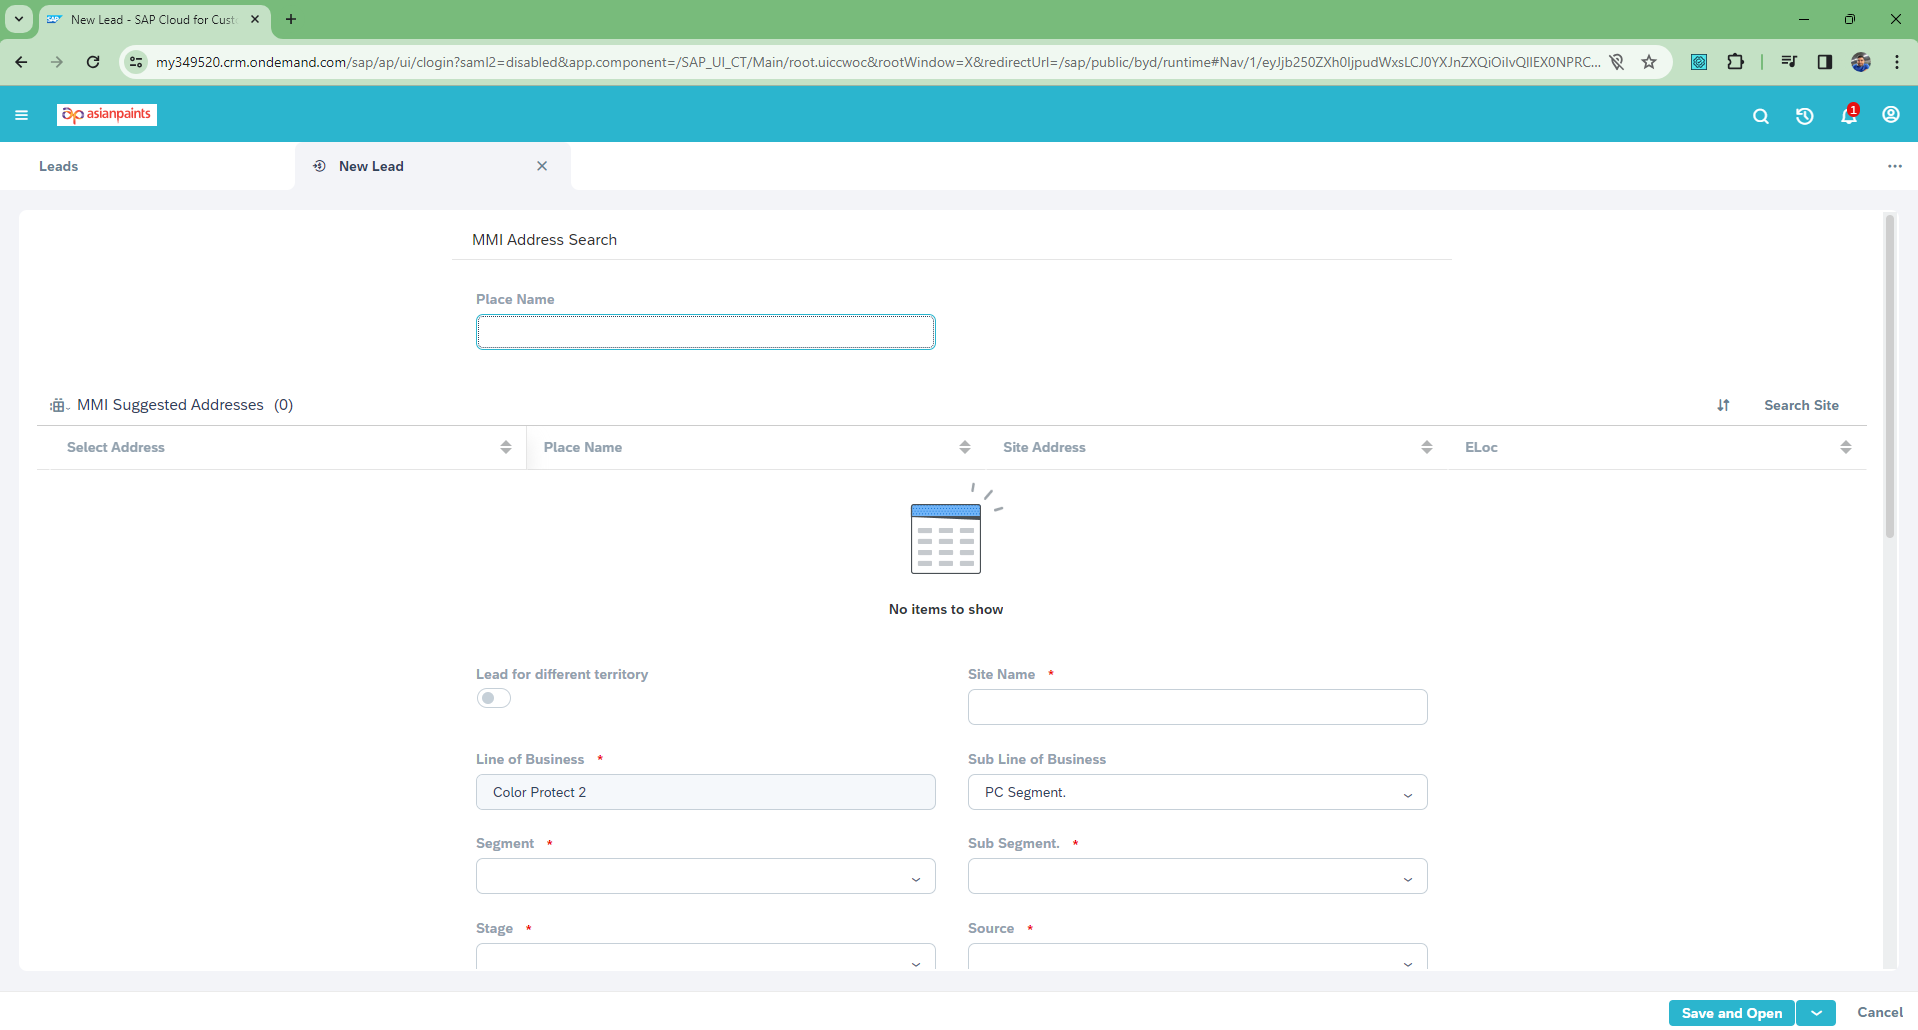 New Lead - SAP Cloud for Cust
my349520.crm.ondemand.com/sap/ap/ui/clogin?saml2=disabled&app.component=/SAP_UI_CT/Main/root.uiccwoc&rootWindow=X&redirectUrl=/sap/public/byd/runtime#Nav/1/eyJjb250ZXh0IjpudWxsLCJ0YXJnZXQiOiIvQllEX0NPRC...
asianpaints
1
Leads
New Lead
MMI Address Search
Place Name
MMI Suggested Addresses (0)
Search Site
Select Address Place Name Site Address ELoc
No items to show
Lead for different territory
Site Name *
Line of Business *
Sub Line of Business
Color Protect 2
PC Segment.
Segment *
Sub Segment. *
Stage *
Source *
Save and Open
Cancel